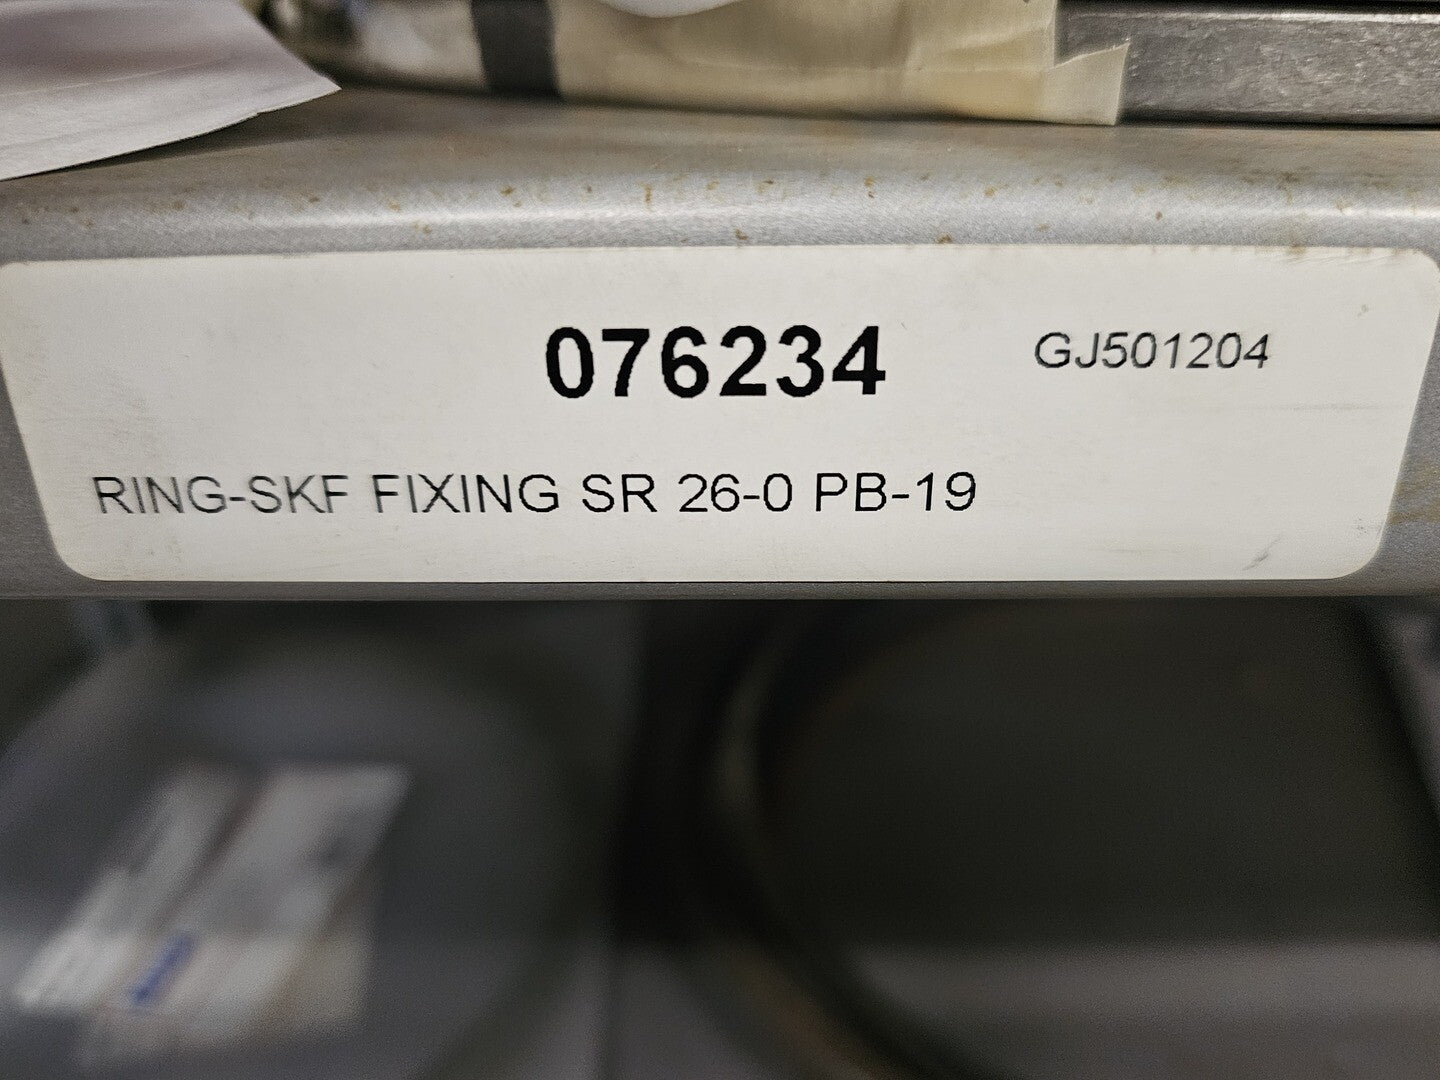 076234 GJ501204
RING-SKF FIXING SR 26-0 PB-19